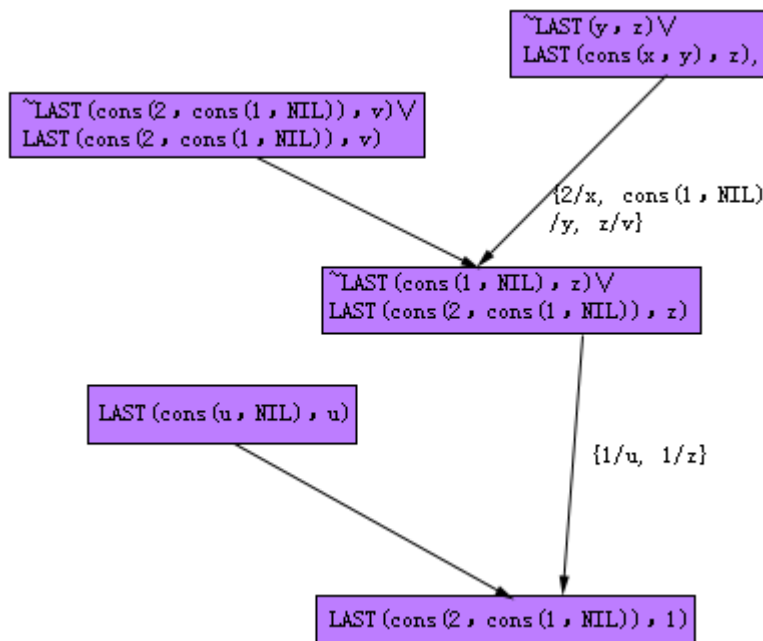 ~LAST(y, z)∨
LAST(cons(x, y), z),
~LAST(cons(2, cons(1, NIL)), v)∨
LAST(cons(2, cons(1, NIL)), v)
{2/x, cons(1, NIL)
/y, z/v}
~LAST(cons(1, NIL), z)∨
LAST(cons(2, cons(1, NIL)), z)
LAST(cons(u, NIL), u)
{1/u, 1/z}
LAST(cons(2, cons(1, NIL)), 1)